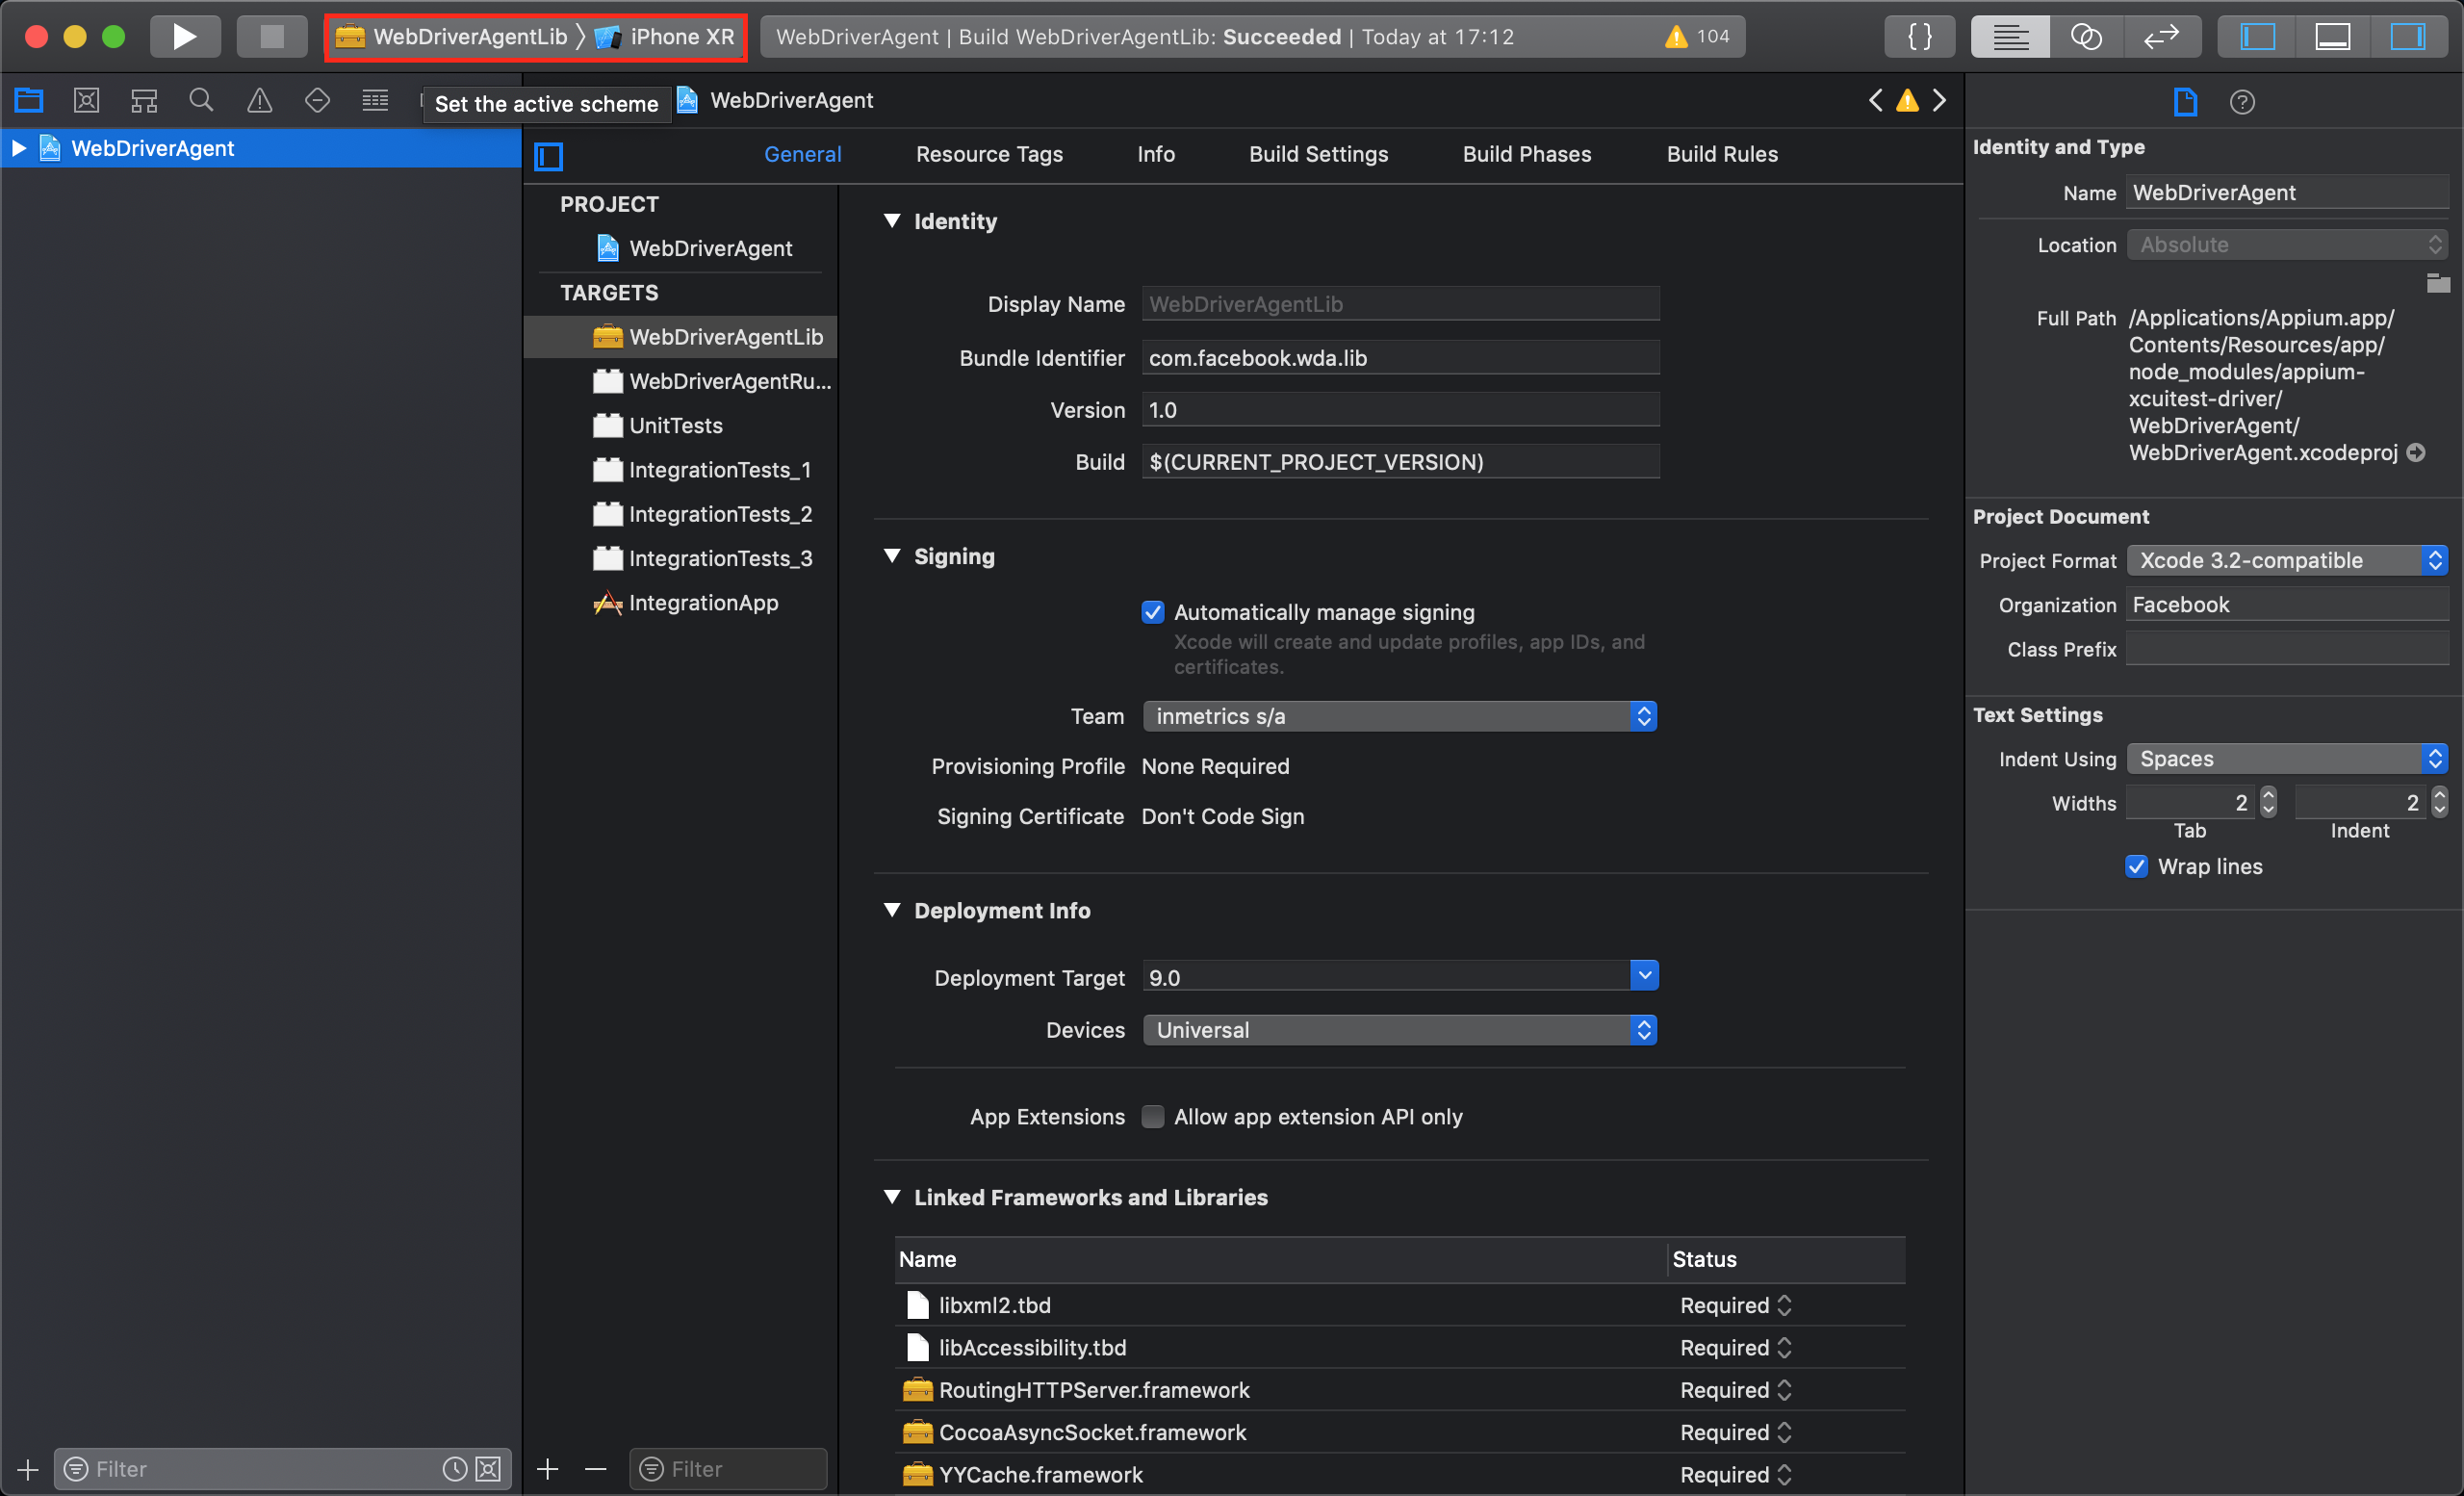 WebDriverAgentLib iPhone XR
WebDriverAgent | Build WebDriverAgentLib: Succeeded | Today at 17:12
104
{ }
Set the active scheme
WebDriverAgent
WebDriverAgent
General
Resource Tags
Info
Build Settings
Build Phases
Build Rules
PROJECT
WebDriverAgent
TARGETS
WebDriverAgentLib
WebDriverAgentRu...
UnitTests
IntegrationTests_1
IntegrationTests_2
IntegrationTests_3
IntegrationApp
Filter
Filter
Identity
Display Name WebDriverAgentLib
Bundle Identifier com.facebook.wda.lib
Version 1.0
Build $(CURRENT_PROJECT_VERSION)
Signing
Automatically manage signing
Xcode will create and update profiles, app IDs, and
certificates.
Team inmetrics s/a
Provisioning Profile None Required
Signing Certificate Don't Code Sign
Deployment Info
Deployment Target 9.0
Devices Universal
App Extensions Allow app extension API only
Linked Frameworks and Libraries
Name Status
libxml2.tbd Required
libAccessibility.tbd Required
RoutingHTTPServer.framework Required
CocoaAsyncSocket.framework Required
YYCache.framework Required
Identity and Type
Name WebDriverAgent
Location Absolute
Full Path /Applications/Appium.app/
Contents/Resources/app/
node_modules/appium-
xcuitest-driver/
WebDriverAgent/
WebDriverAgent.xcodeproj
Project Document
Project Format Xcode 3.2-compatible
Organization Facebook
Class Prefix
Text Settings
Indent Using Spaces
Widths 2 2
Tab Indent
Wrap lines